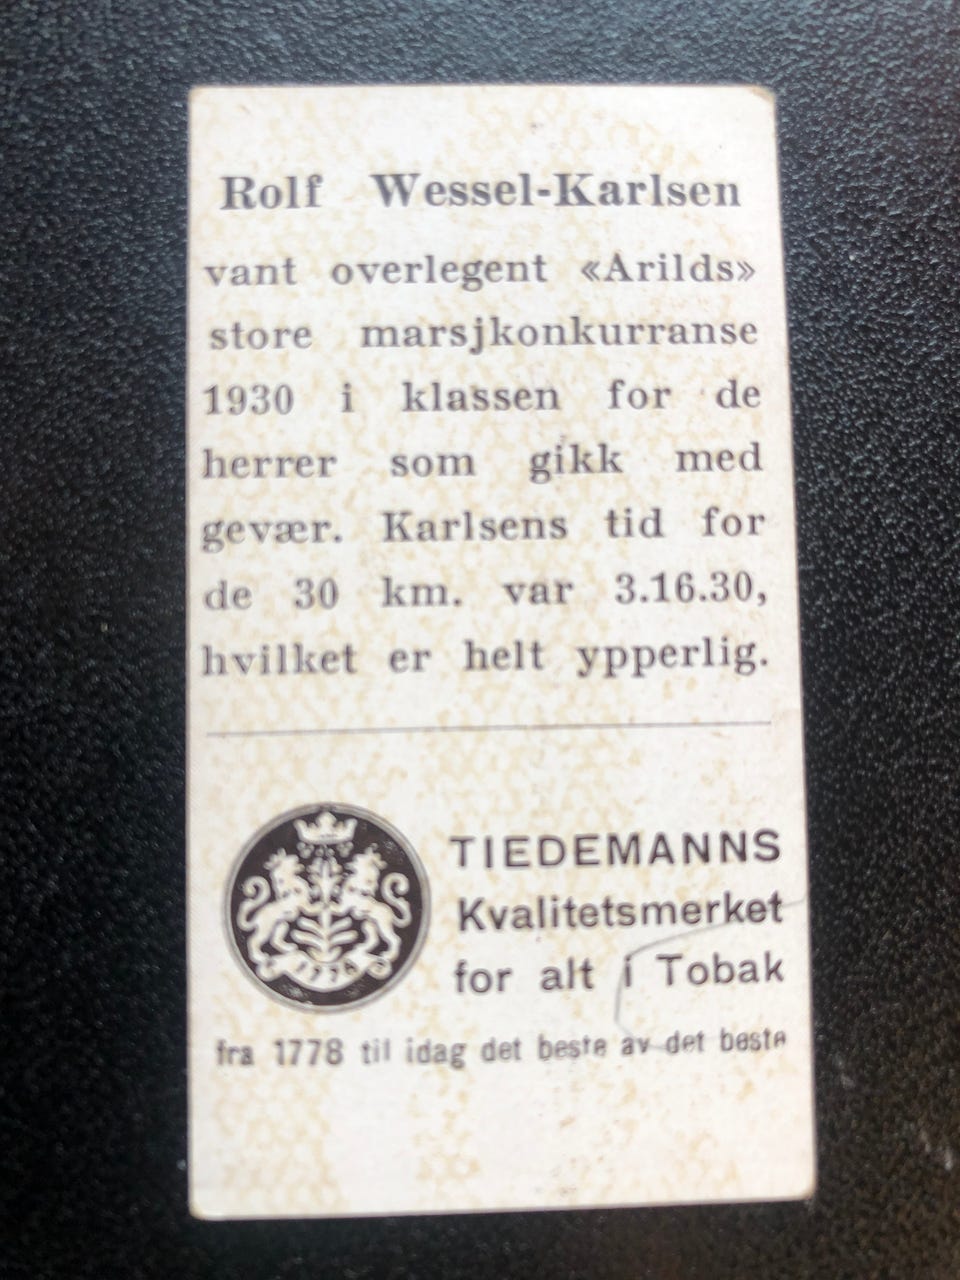 Rolf Wessel-Karlsen
vant overlegent «Arilds»
store marsjkonkurranse
1930 i klassen for de
herrer som gikk med
gevær. Karlsens tid for
de 30 km. var 3.16.30,
hvilket er helt ypperlig.
1778
TIEDEMANNS
Kvalitetsmerket
for alt i Tobak
fra 1778 til idag det beste av det beste